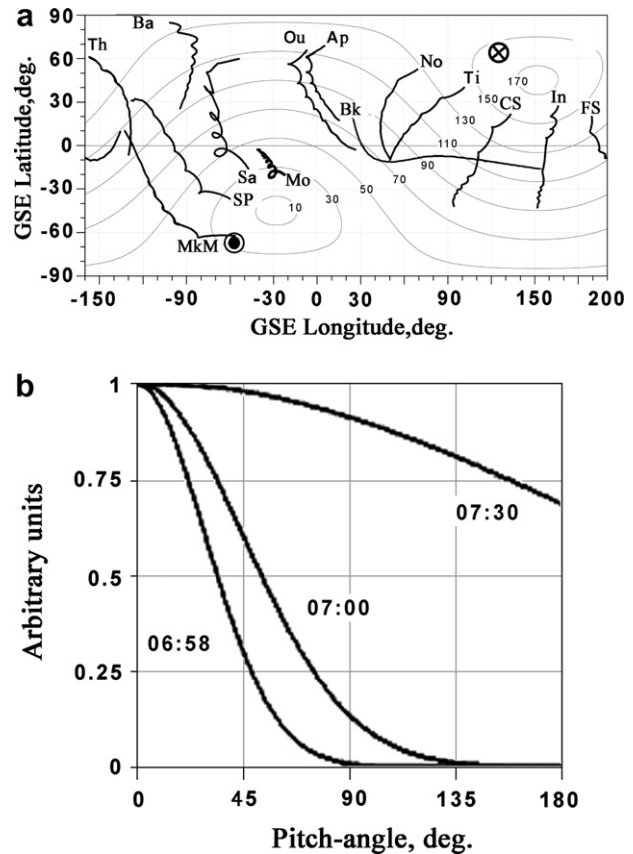 a
Th
Ba
Ou
Ap
No
Ti
Bk
CS
In
FS
Sa
Mo
SP
MkM
10
30
50
70
90
110
130
150
170
90
60
30
0
-30
-60
-90
GSE Latitude,deg.
-150 -90 -30 0 30 90 150 200
GSE Longitude,deg.
b
1
0.75
0.5
0.25
0
Arbitrary units
07:30
07:00
06:58
0 45 90 135 180
Pitch-angle, deg.